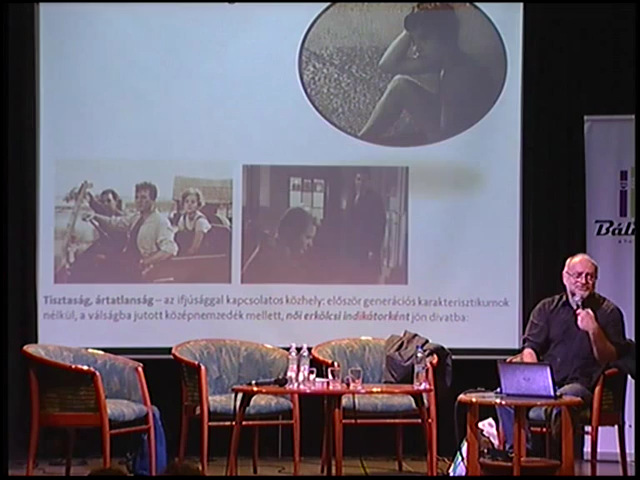 Tisztaság, ártatlanság – az ifjúsággal kapcsolatos közhely: először generációs karakterisztikumok
nélkül, a válságba jutott középnemzedék mellett, női erkölcsi indikátorként jön divatba: